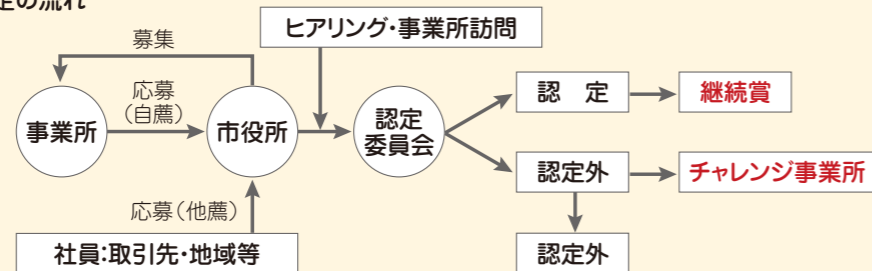 定の流れ
ヒアリング・事業所訪問
募集
応募
（自薦）
事業所
市役所
認定
委員会
認　定
継続賞
認定外
チャレンジ事業所
応募（他薦）
社員：取引先・地域等
認定外